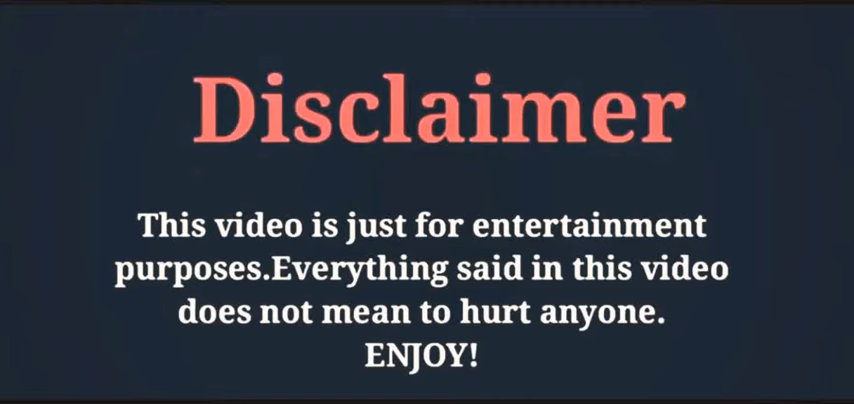 Disclaimer
This video is just for entertainment
purposes.Everything said in this video
does not mean to hurt anyone.
ENJOY!